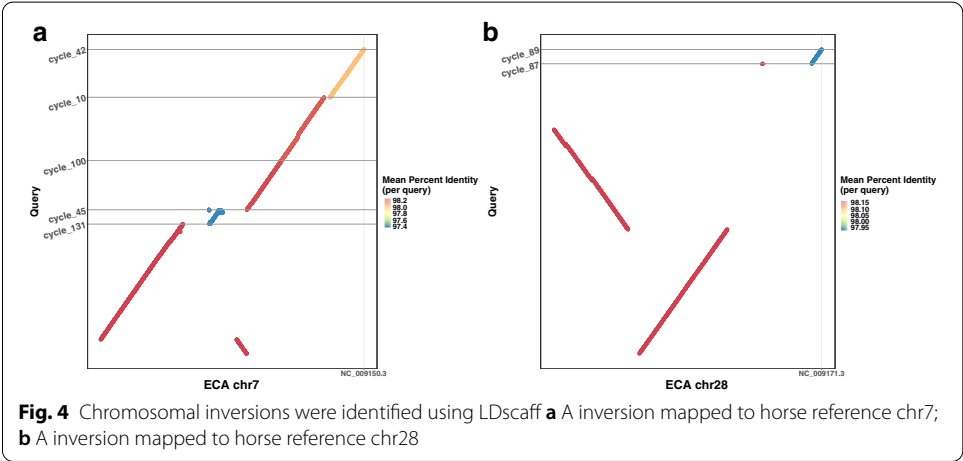 a
cycle_42
cycle_10
cycle_100
cycle_45
cycle_131
Query
Mean Percent Identity
(per query)
98.2
98.0
97.8
97.6
97.4
NC_009150.3
ECA chr7
b
cycle_89
cycle_87
Query
Mean Percent Identity
(per query)
98.15
98.10
98.05
98.00
97.95
NC_009171.3
ECA chr28
Fig. 4 Chromosomal inversions were identified using LDscaff a A inversion mapped to horse reference chr7;
b A inversion mapped to horse reference chr28